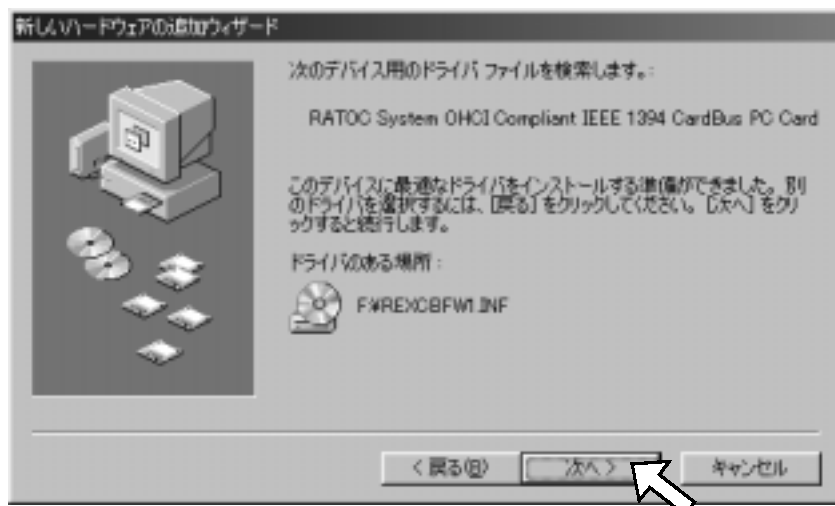 新しいハードウェアの追加ウィザード
次のデバイス用のドライバ ファイルを検索します。:
RATOC System OHCI Compliant IEEE 1394 CardBus PC Card
このデバイスに最適なドライバをインストールする準備ができました。別
のドライバを選択するには、[戻る] をクリックしてください。[次へ] をクリ
ックすると続行します。
ドライバのある場所 :
F:¥REXCBFW1.INF
< 戻る(B)
次へ >
キャンセル